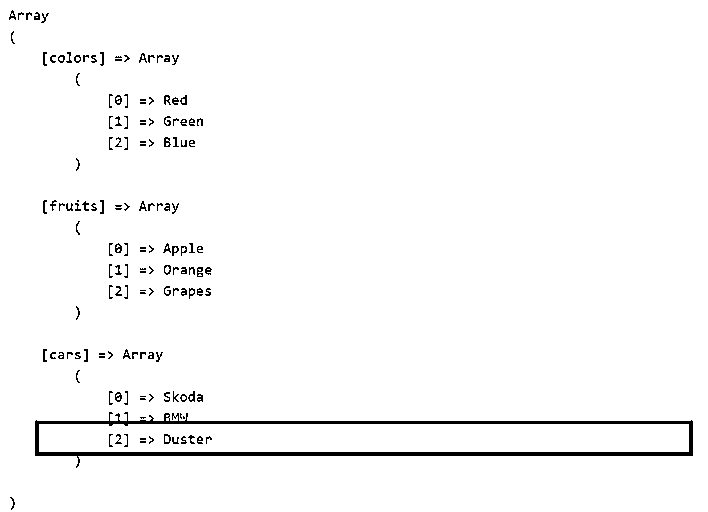 Array
(
    [colors] => Array
        (
            [0] => Red
            [1] => Green
            [2] => Blue
        )

    [fruits] => Array
        (
            [0] => Apple
            [1] => Orange
            [2] => Grapes
        )

    [cars] => Array
        (
            [0] => Skoda
            [1] => BMW
            [2] => Duster
        )

)